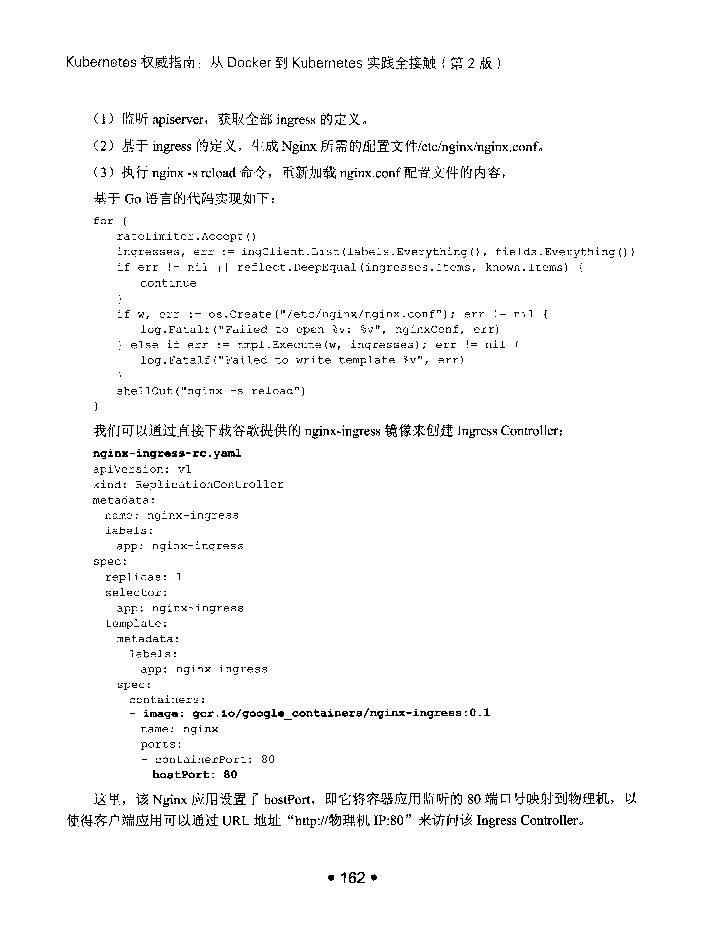 Kubernetes 权威指南：从 Docker 到 Kubernetes 实践全接触（第 2 版）
（1）监听 apiserver，获取全部 ingress 的定义。
（2）基于 ingress 的定义，生成 Nginx 所需的配置文件/etc/nginx/nginx.conf。
（3）执行 nginx -s reload 命令，重新加载 nginx.conf 配置文件的内容。
基于 Go 语言的代码实现如下：
for {
    rateLimiter.Accept()
    ingresses, err := ingClient.List(labels.Everything(), fields.Everything())
    if err != nil || reflect.DeepEqual(ingresses.Items, known.Items) {
        continue
    }
    if w, err := os.Create("/etc/nginx/nginx.conf"); err != nil {
        log.Fatalf("Failed to open %v: %v", nginxConf, err)
    } else if err := tmpl.Execute(w, ingresses); err != nil {
        log.Fatalf("Failed to write template %v", err)
    }
    shellOut("nginx -s reload")
}
我们可以通过直接下载谷歌提供的 nginx-ingress 镜像来创建 Ingress Controller：
nginx-ingress-rc.yaml
apiVersion: v1
kind: ReplicationController
metadata:
  name: nginx-ingress
  labels:
    app: nginx-ingress
spec:
  replicas: 1
  selector:
    app: nginx-ingress
  template:
    metadata:
      labels:
        app: nginx-ingress
    spec:
      containers:
      - image: gcr.io/google_containers/nginx-ingress:0.1
        name: nginx
        ports:
        - containerPort: 80
          hostPort: 80
这里，该 Nginx 应用设置了 hostPort，即它将容器应用监听的 80 端口号映射到物理机，以
使得客户端应用可以通过 URL 地址“http://物理机 IP:80”来访问该 Ingress Controller。
• 162 •